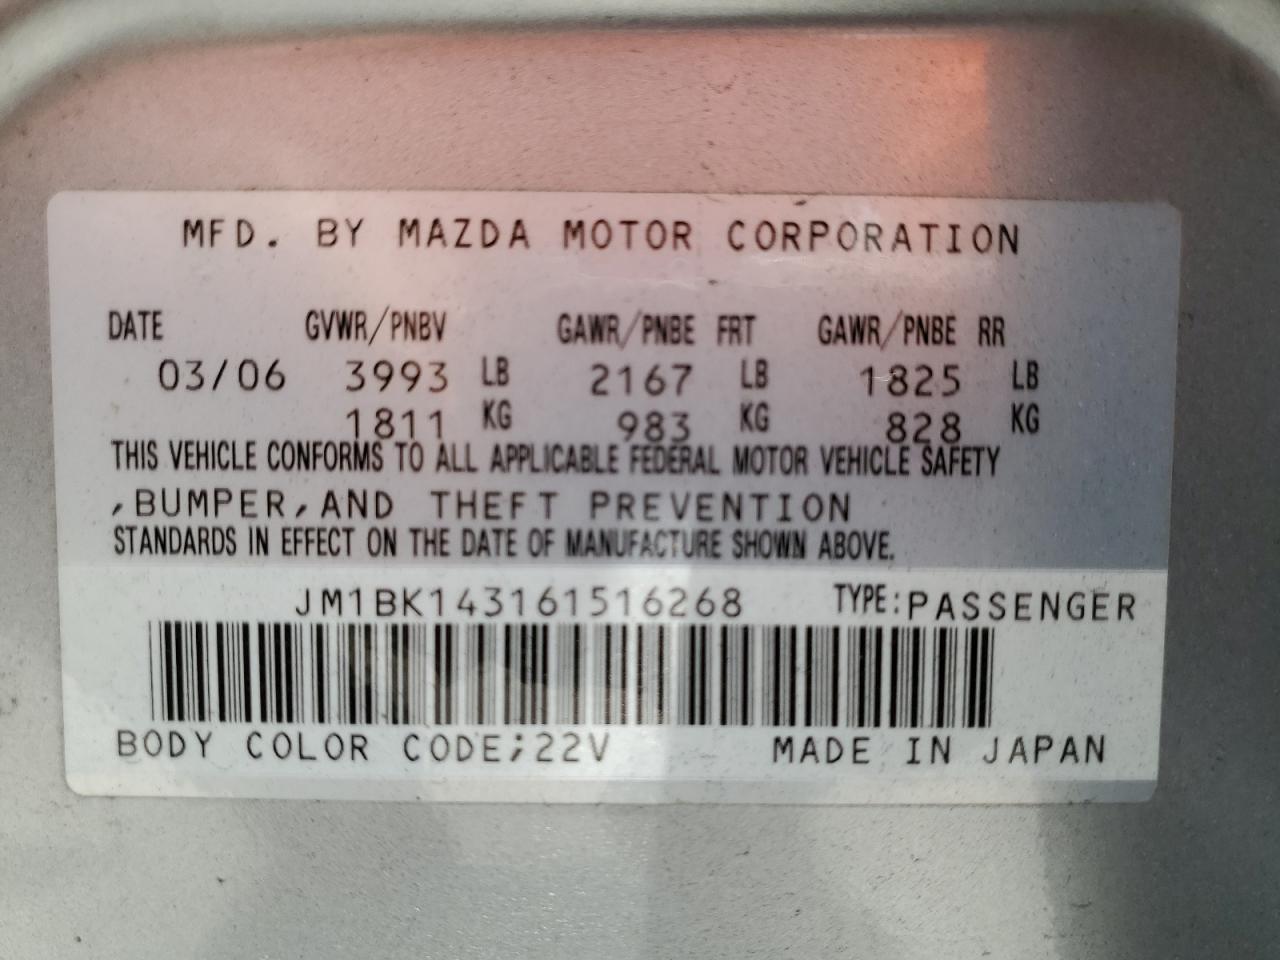 MFD. BY MAZDA MOTOR CORPORATION
DATE GVWR/PNBV GAWR/PNBE FRT GAWR/PNBE RR
03/06 3993 LB 2167 LB 1825 LB
1811 KG 983 KG 828 KG
THIS VEHICLE CONFORMS TO ALL APPLICABLE FEDERAL MOTOR VEHICLE SAFETY
,BUMPER,AND THEFT PREVENTION
STANDARDS IN EFFECT ON THE DATE OF MANUFACTURE SHOWN ABOVE.
JM1BK143161516268 TYPE:PASSENGER
BODY COLOR CODE;22V MADE IN JAPAN